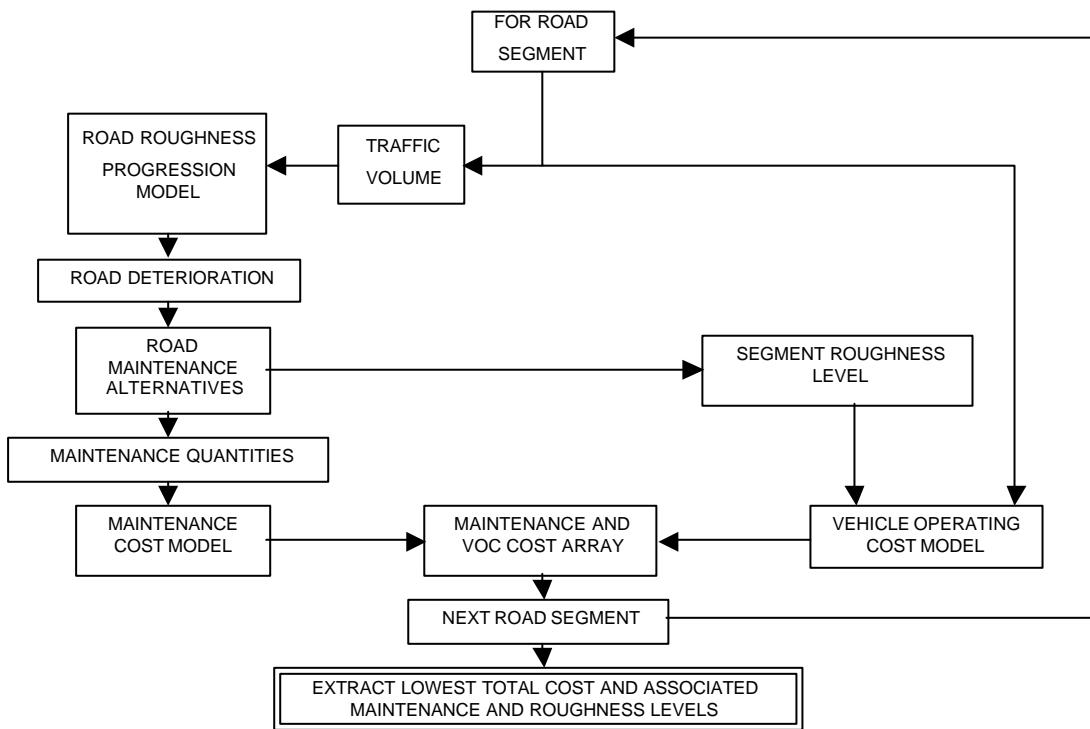 FOR ROAD
SEGMENT
ROAD ROUGHNESS
PROGRESSION
MODEL
TRAFFIC
VOLUME
ROAD DETERIORATION
ROAD
MAINTENANCE
ALTERNATIVES
SEGMENT ROUGHNESS
LEVEL
MAINTENANCE QUANTITIES
MAINTENANCE
COST MODEL
MAINTENANCE AND
VOC COST ARRAY
VEHICLE OPERATING
COST MODEL
NEXT ROAD SEGMENT
EXTRACT LOWEST TOTAL COST AND ASSOCIATED
MAINTENANCE AND ROUGHNESS LEVELS